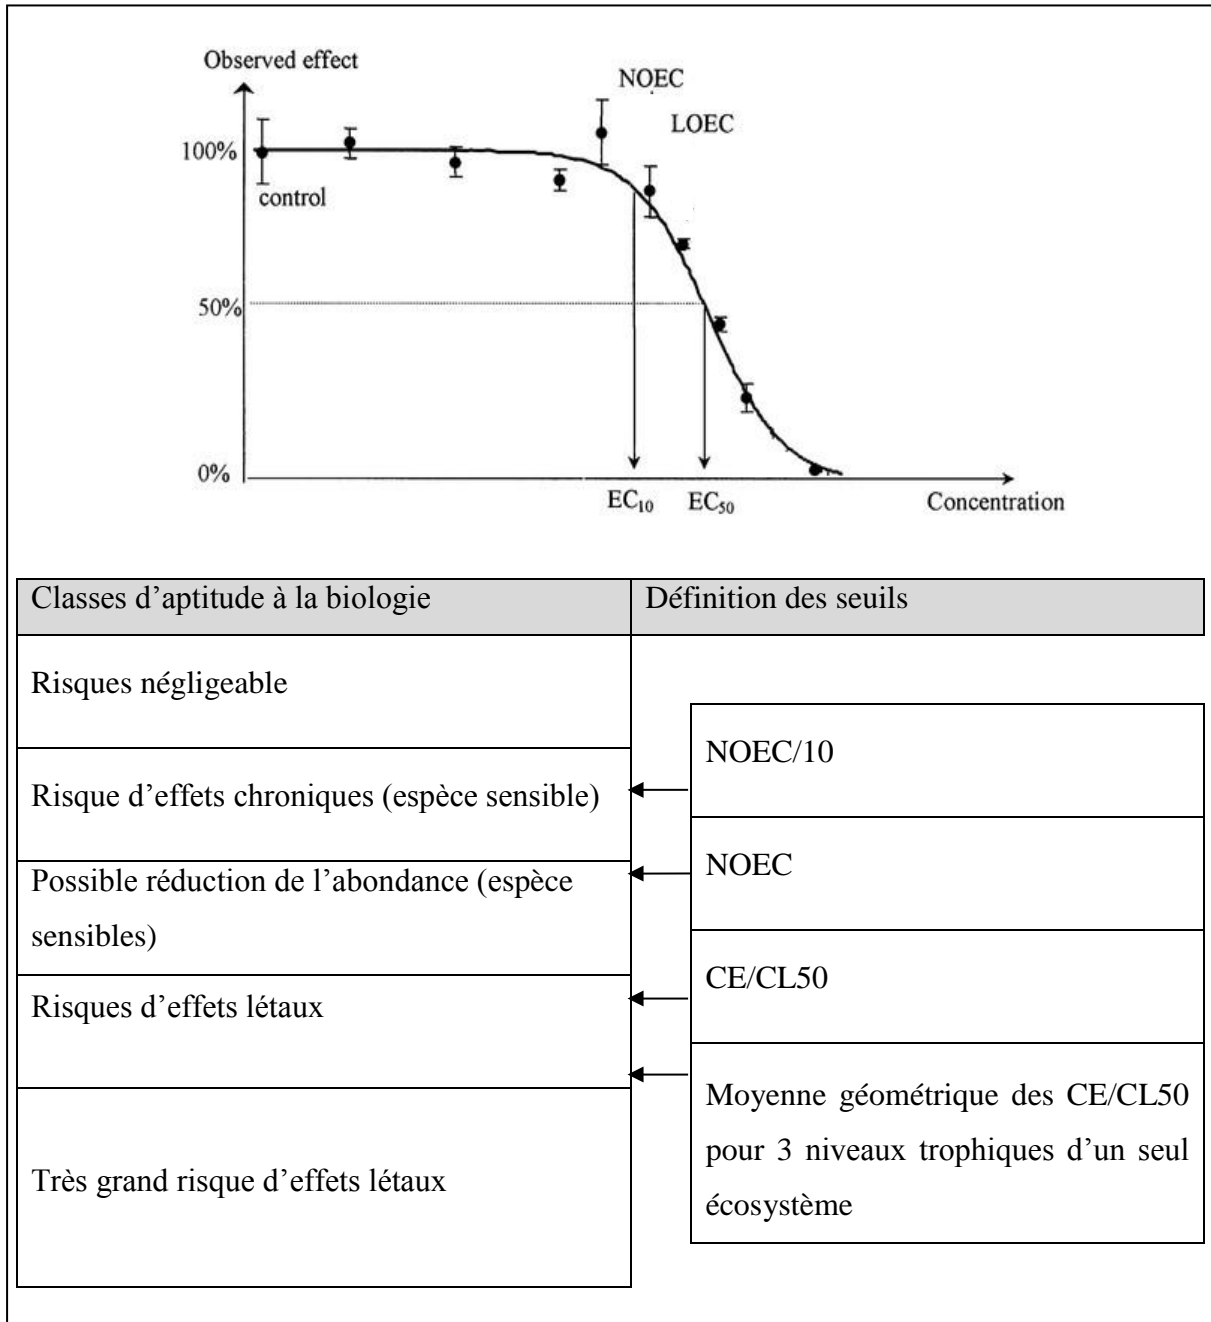 Observed effect
NOEC
LOEC
100%
control
50%
0%
EC10
EC50
Concentration
Classes d’aptitude à la biologie
Définition des seuils
Risques négligeable
NOEC/10
Risque d’effets chroniques (espèce sensible)
NOEC
Possible réduction de l’abondance (espèce
sensibles)
CE/CL50
Risques d’effets létaux
Moyenne géométrique des CE/CL50
pour 3 niveaux trophiques d’un seul
écosystème
Très grand risque d’effets létaux